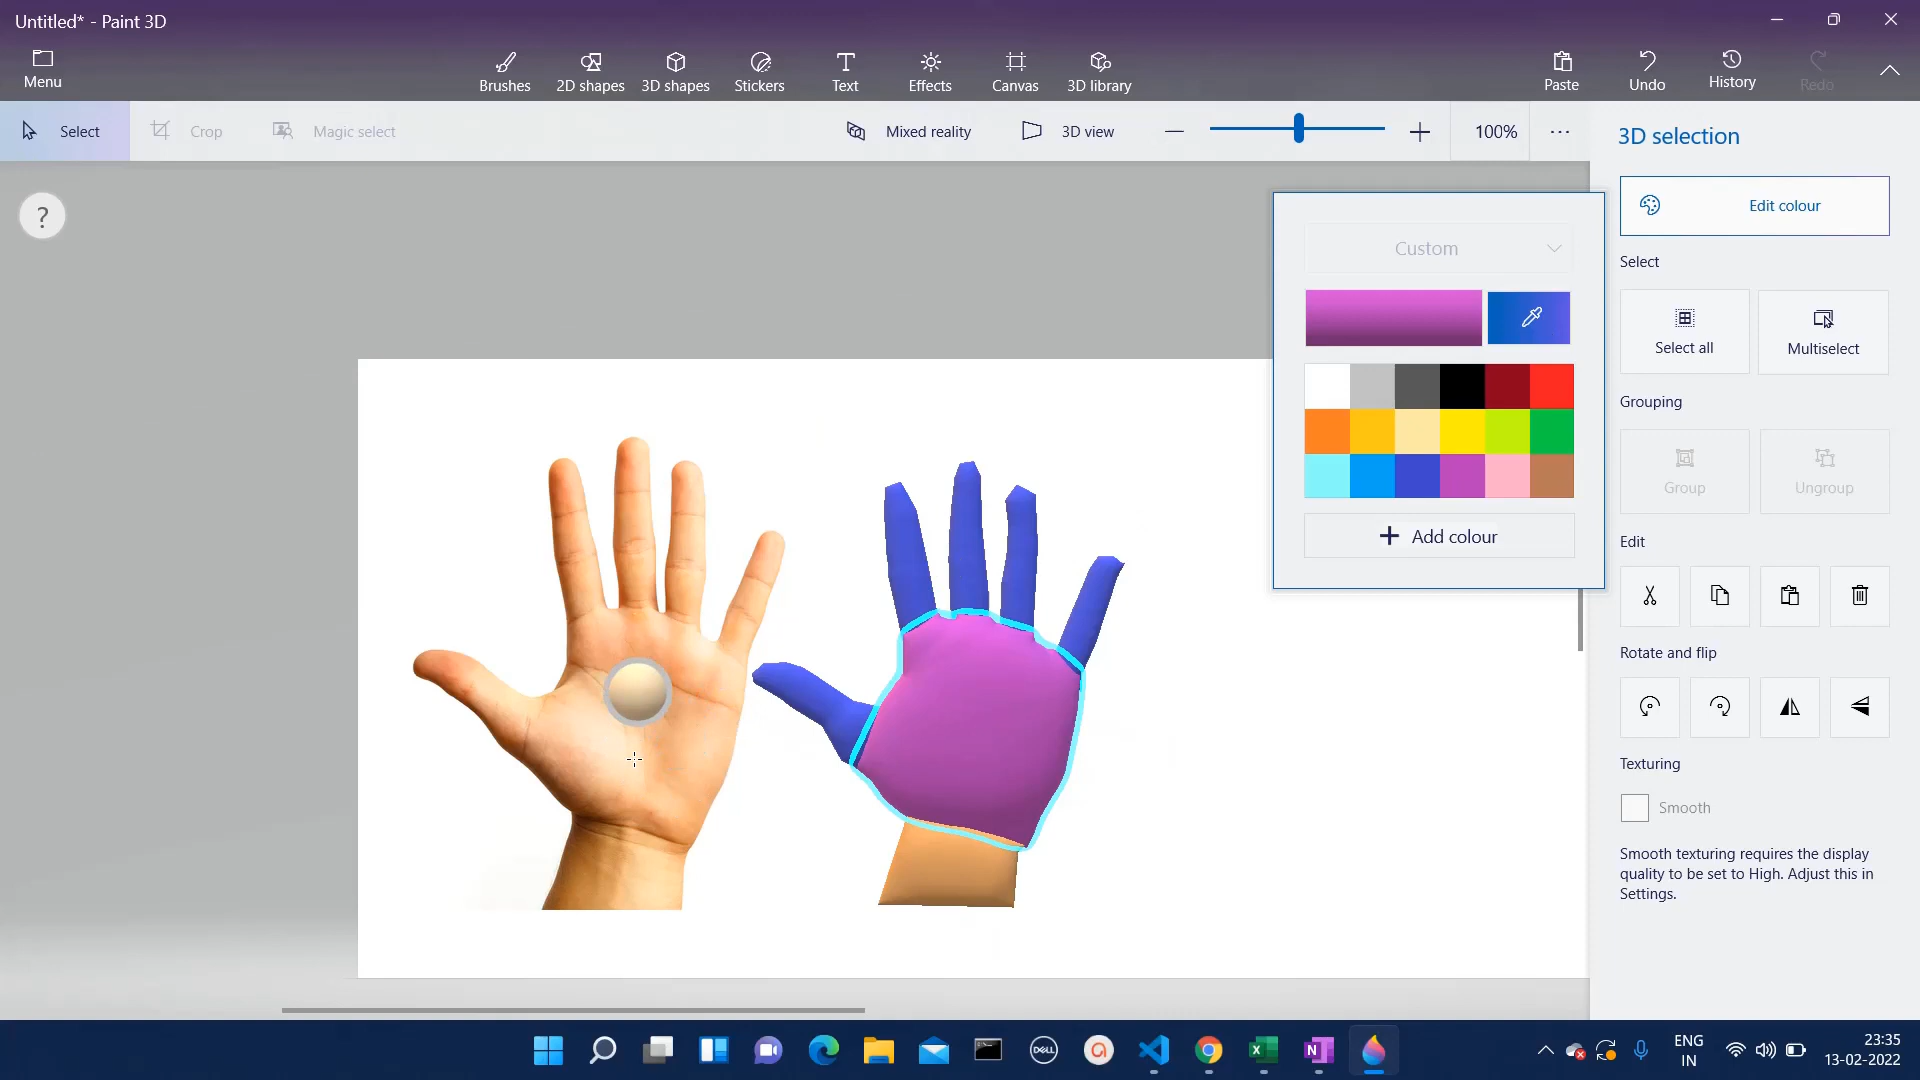 Untitled* - Paint 3D
Menu
Brushes
2D shapes
3D shapes
Stickers
Text
Effects
Canvas
3D library
Paste
Undo
History
Redo
Select
Crop
Magic select
Mixed reality
3D view
100%
3D selection
Edit colour
Select
Select all
Multiselect
Grouping
Group
Ungroup
Edit
Rotate and flip
Texturing
Smooth
Smooth texturing requires the display
quality to be set to High. Adjust this in
Settings.
?
Custom
Add colour
DELL
ENG
IN
23:35
13-02-2022